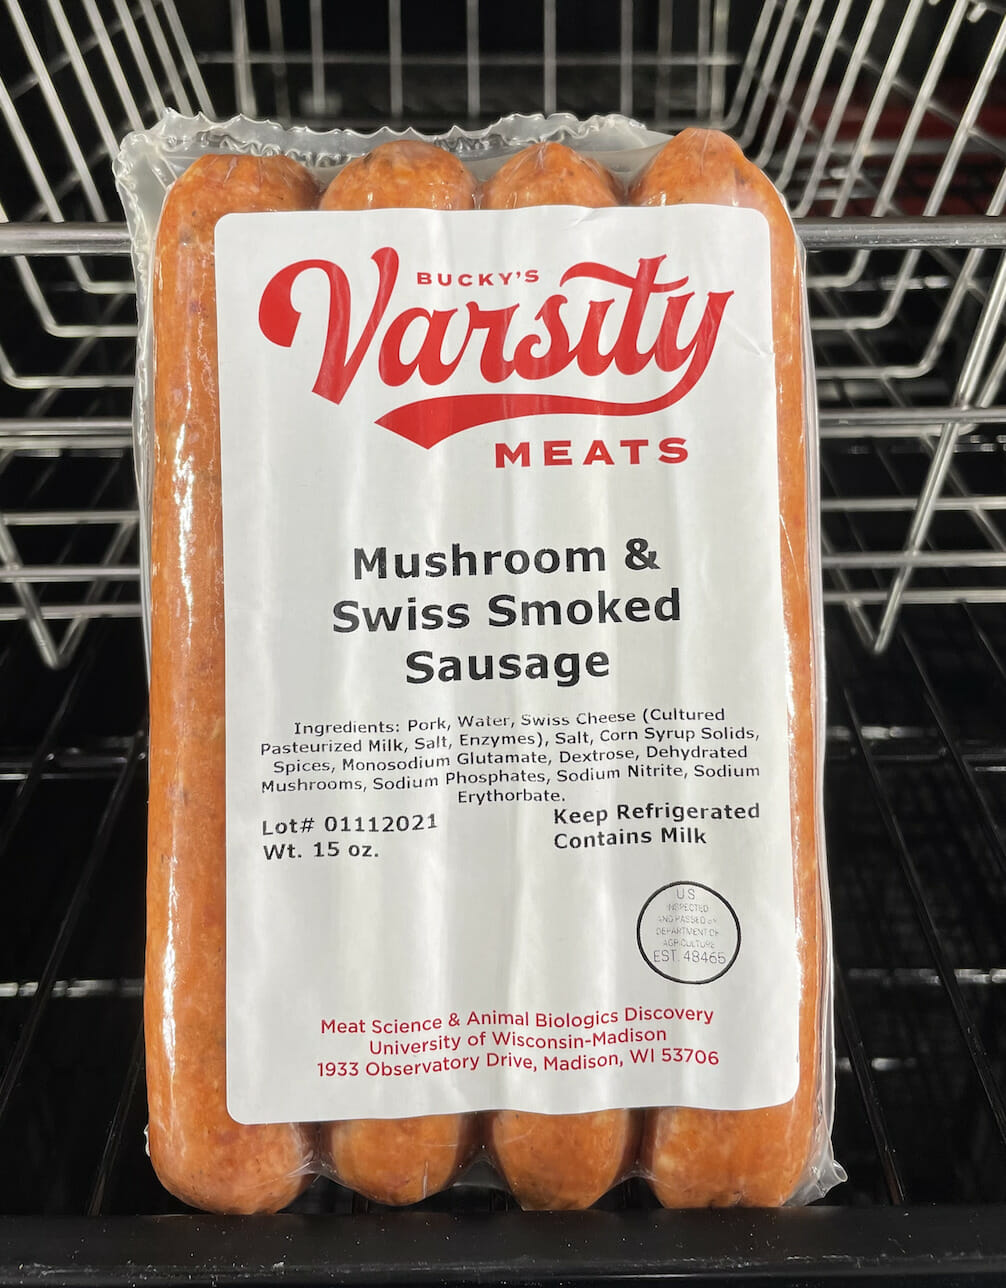 BUCKY'S
Varsity
MEATS
Mushroom &
Swiss Smoked
Sausage
Ingredients: Pork, Water, Swiss Cheese (Cultured
Pasteurized Milk, Salt, Enzymes), Salt, Corn Syrup Solids,
Spices, Monosodium Glutamate, Dextrose, Dehydrated
Mushrooms, Sodium Phosphates, Sodium Nitrite, Sodium
Erythorbate.
Lot# 01112021
Wt. 15 oz.
Keep Refrigerated
Contains Milk
US
INSPECTED
AND PASSED BY
DEPARTMENT OF
AGRICULTURE
EST. 48465
Meat Science & Animal Biologics Discovery
University of Wisconsin-Madison
1933 Observatory Drive, Madison, WI 53706